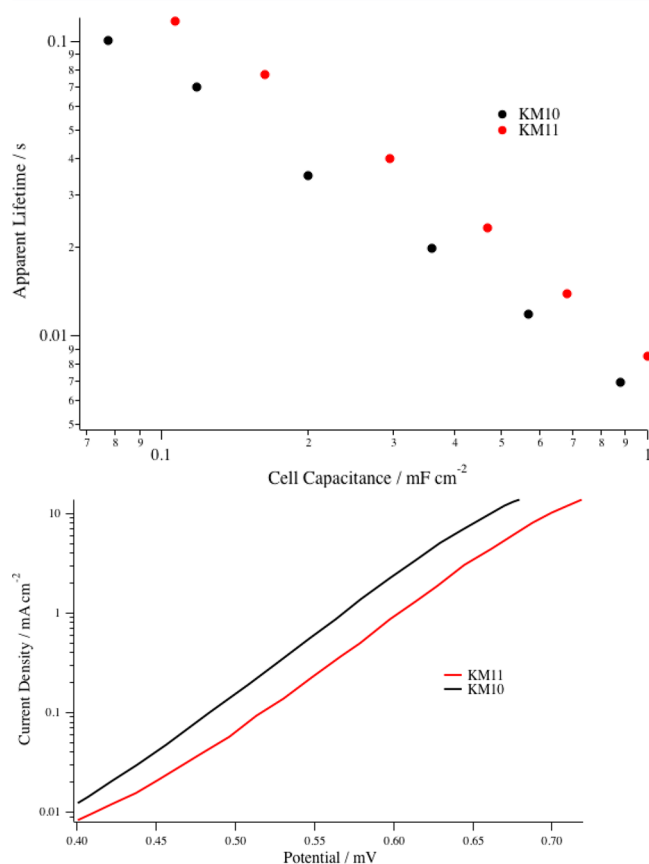 0.1
9
8
7
6
5
4
3
2
0.01
9
8
7
6
5
Apparent Lifetime / s
KM10
KM11
7 8 9 2 3 4 5 6 7 8 9
0.1 1
Cell Capacitance / mF cm-2
10
1
0.1
0.01
Current Density / mA cm-2
KM11
KM10
0.40 0.45 0.50 0.55 0.60 0.65 0.70
Potential / mV